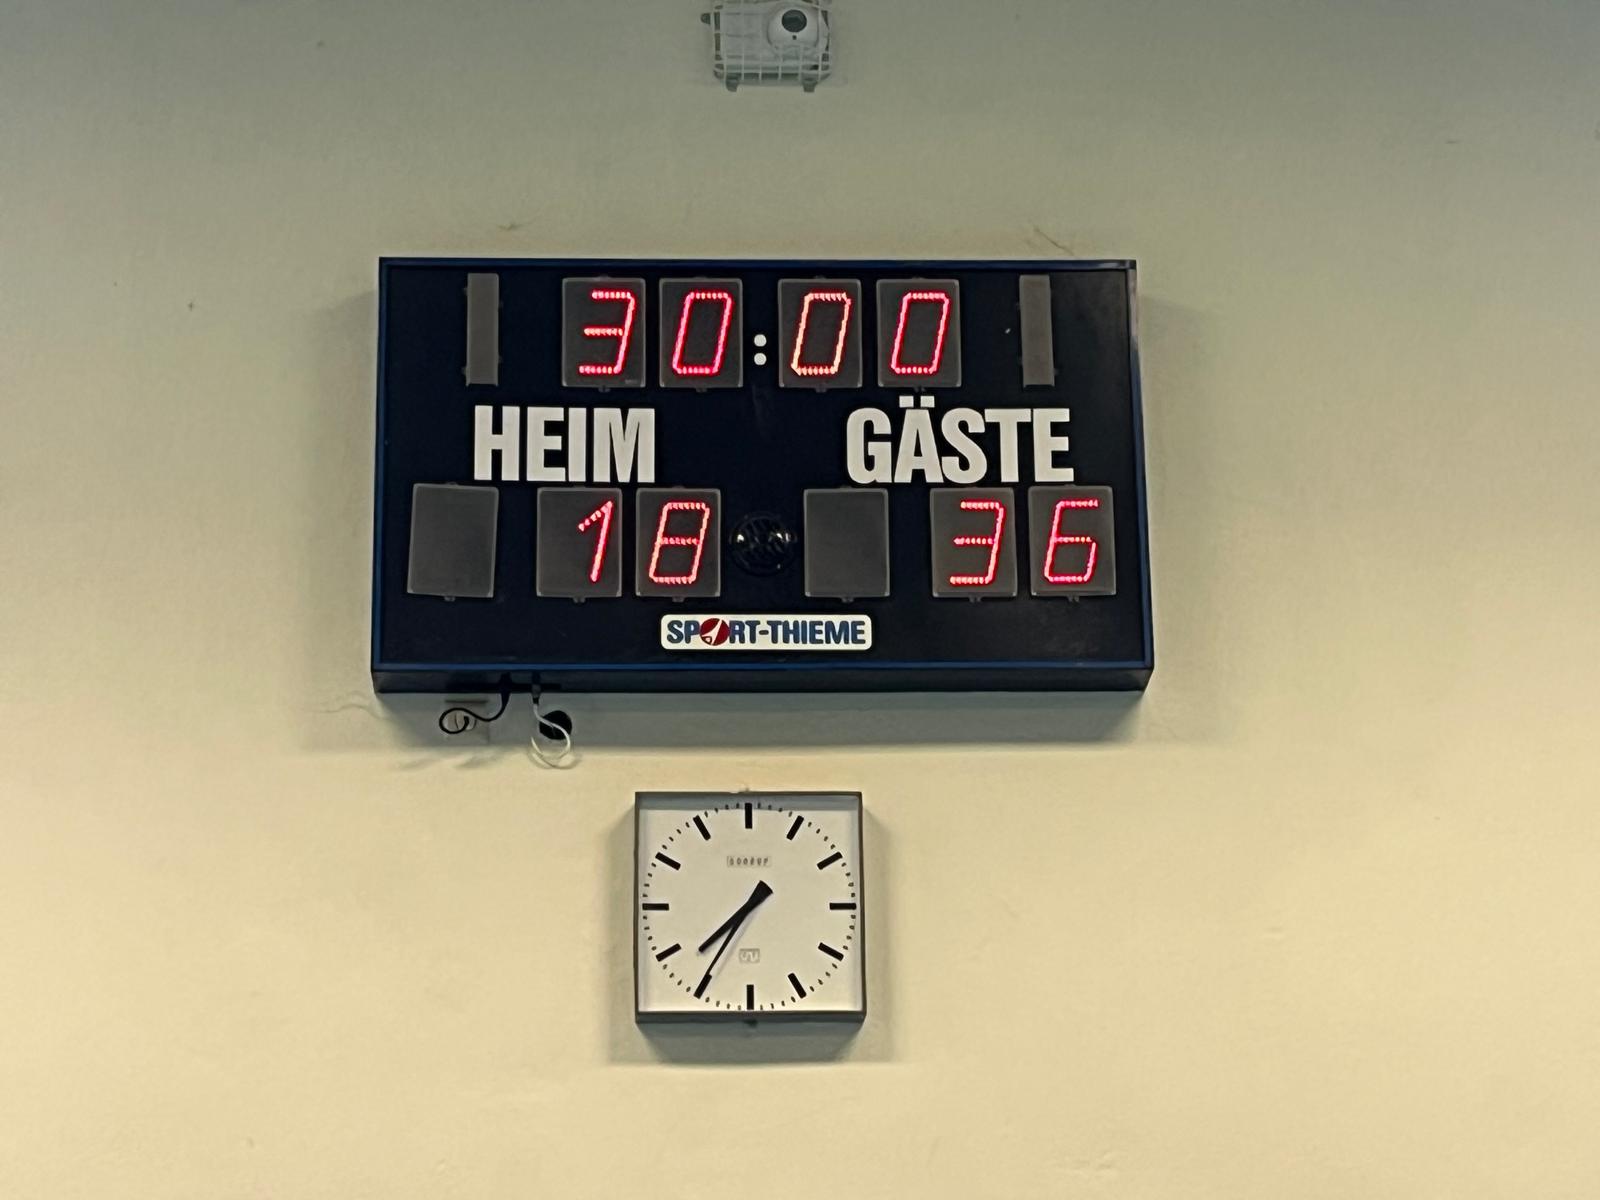 30:00
HEIM GÄSTE
18 36
SPORT-THIEME